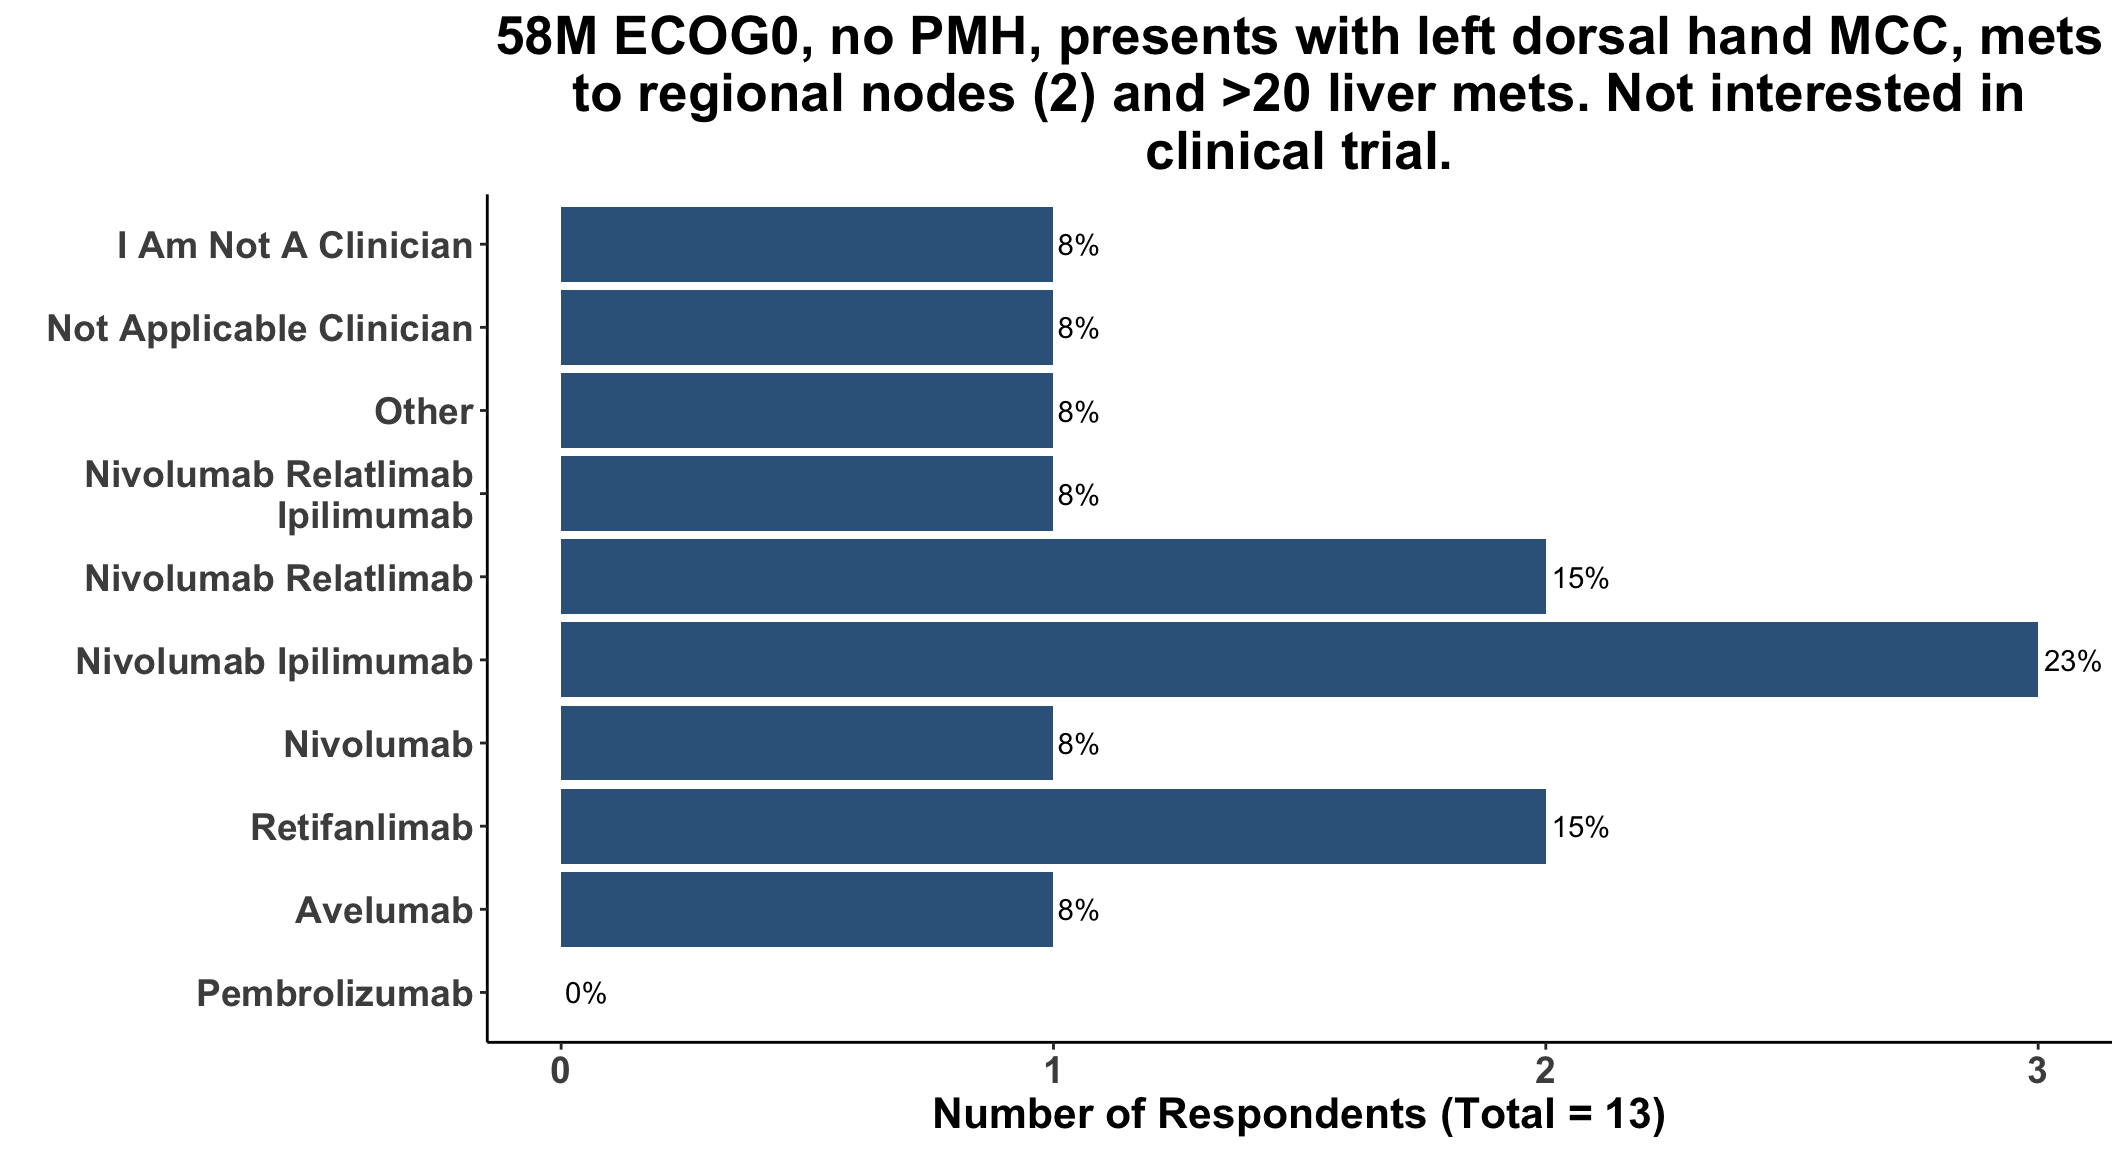 58M ECOG0, no PMH, presents with left dorsal hand MCC, mets
to regional nodes (2) and >20 liver mets. Not interested in
clinical trial.
I Am Not A Clinician
8%
Not Applicable Clinician
8%
Other
8%
Nivolumab Relatlimab
Ipilimumab
8%
Nivolumab Relatlimab
15%
Nivolumab Ipilimumab
23%
Nivolumab
8%
Retifanlimab
15%
Avelumab
8%
Pembrolizumab
0%
0 1 2 3
Number of Respondents (Total = 13)